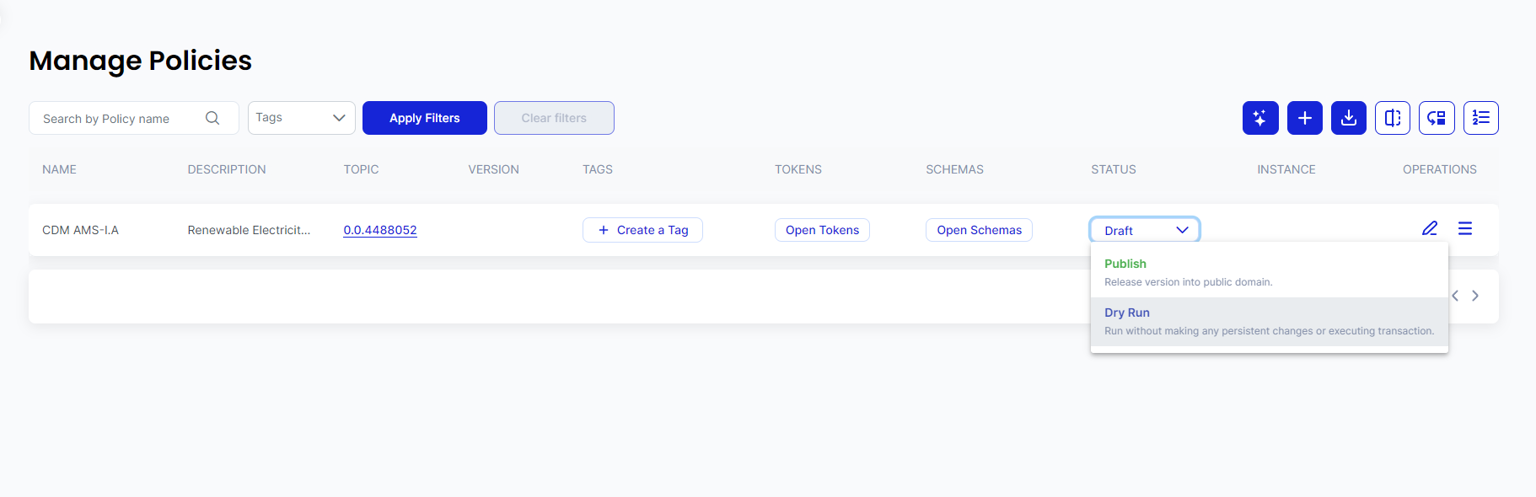 Manage Policies
Search by Policy name
Tags
Apply Filters
Clear filters
NAME DESCRIPTION TOPIC VERSION TAGS TOKENS SCHEMAS STATUS INSTANCE OPERATIONS
CDM AMS-I.A Renewable Electricit... 0.0.4488052 + Create a Tag Open Tokens Open Schemas Draft
Publish
Release version into public domain.
Dry Run
Run without making any persistent changes or executing transaction.